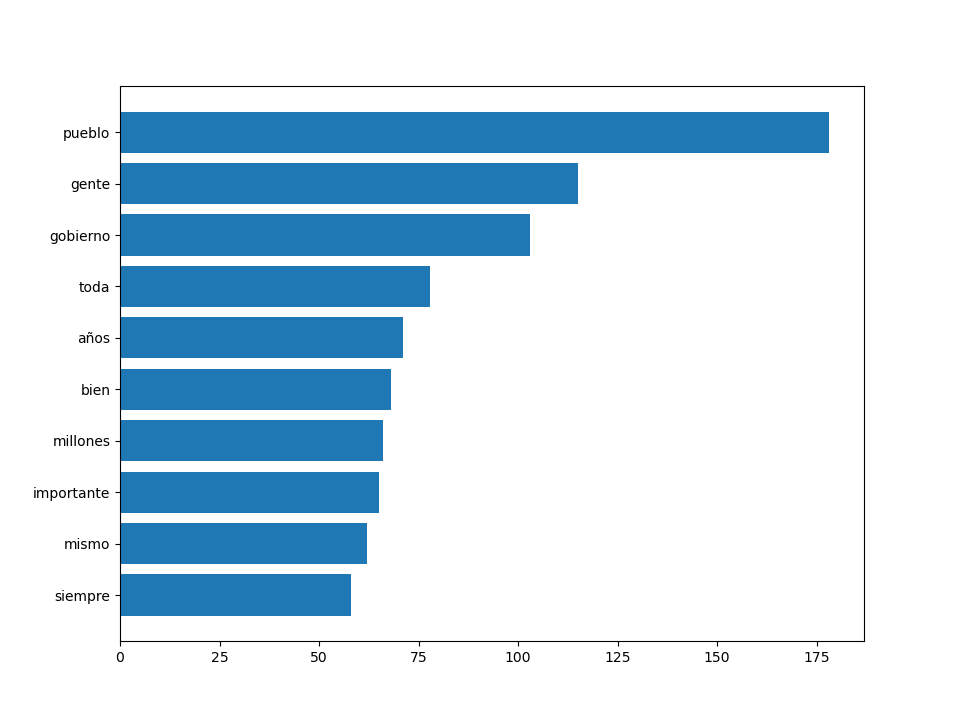 pueblo
gente
gobierno
toda
años
bien
millones
importante
mismo
siempre
0 25 50 75 100 125 150 175